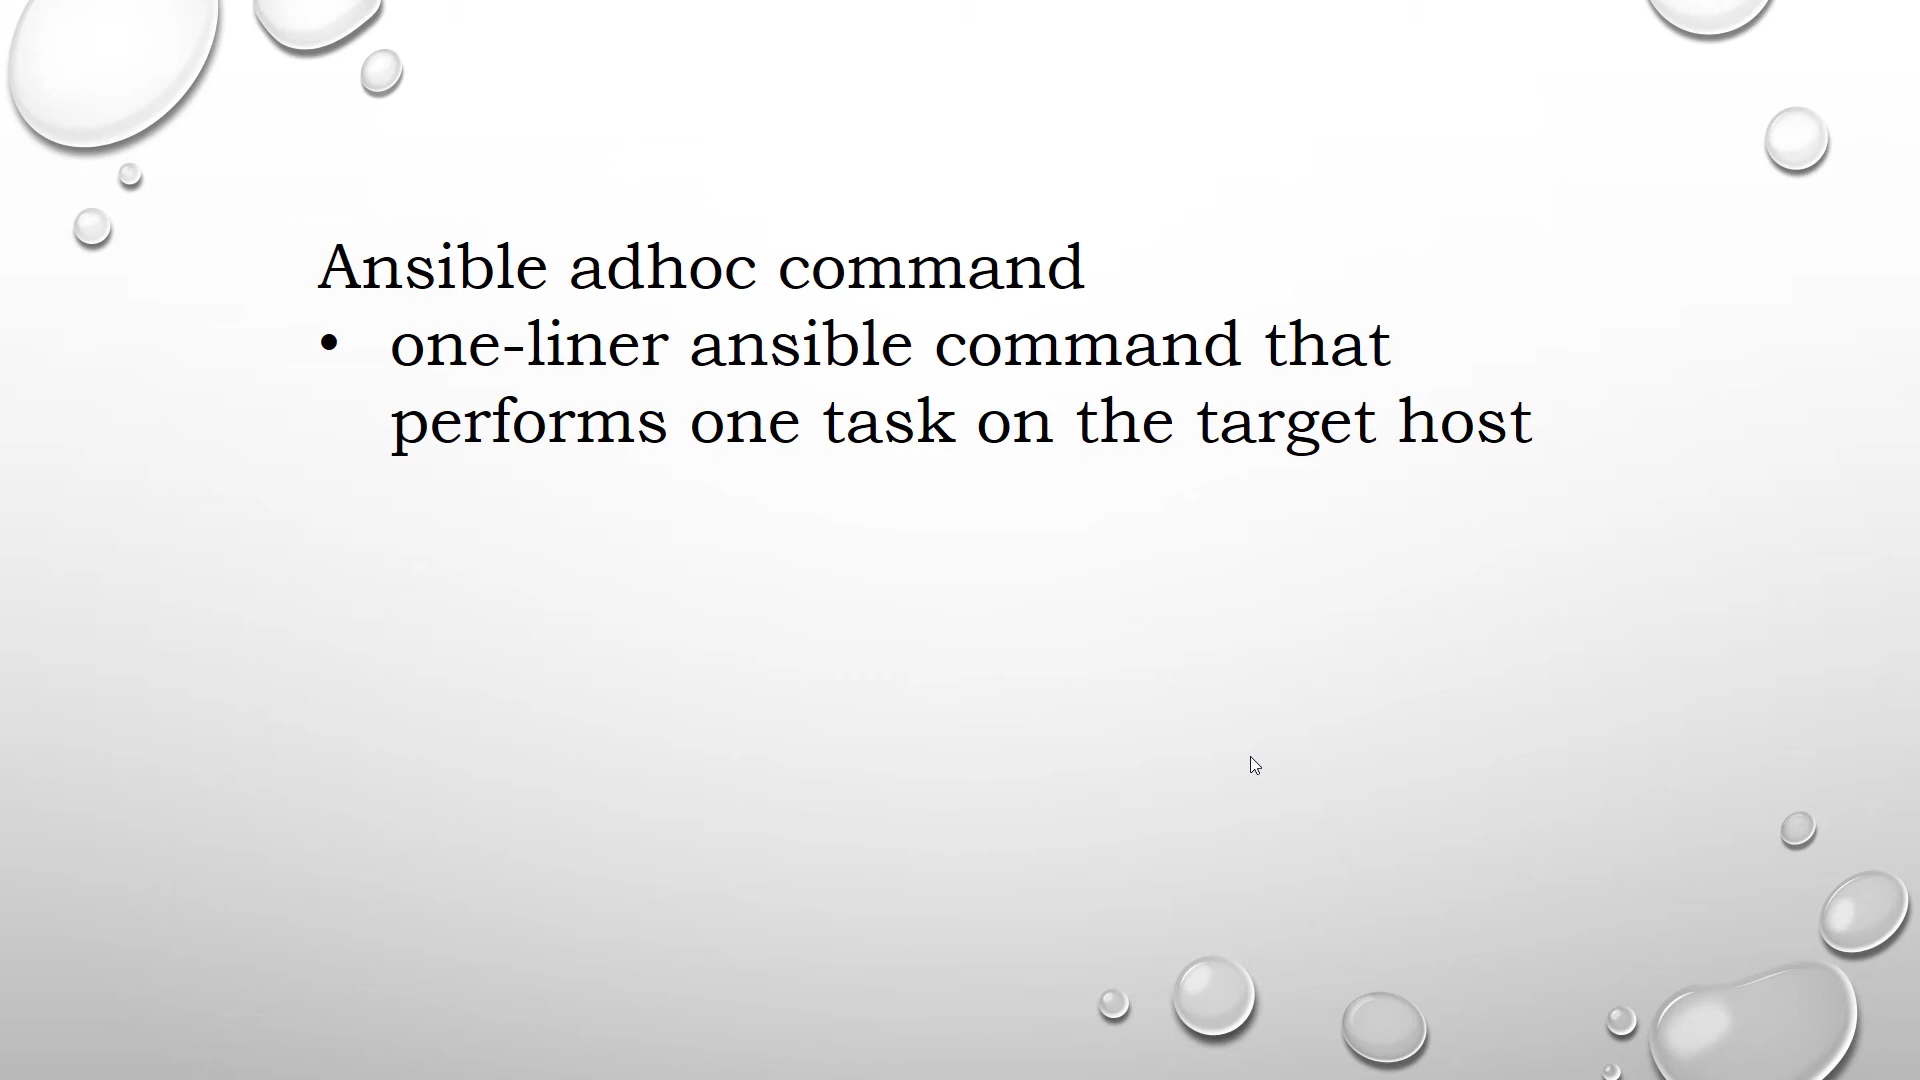 Ansible adhoc command
• one-liner ansible command that
performs one task on the target host